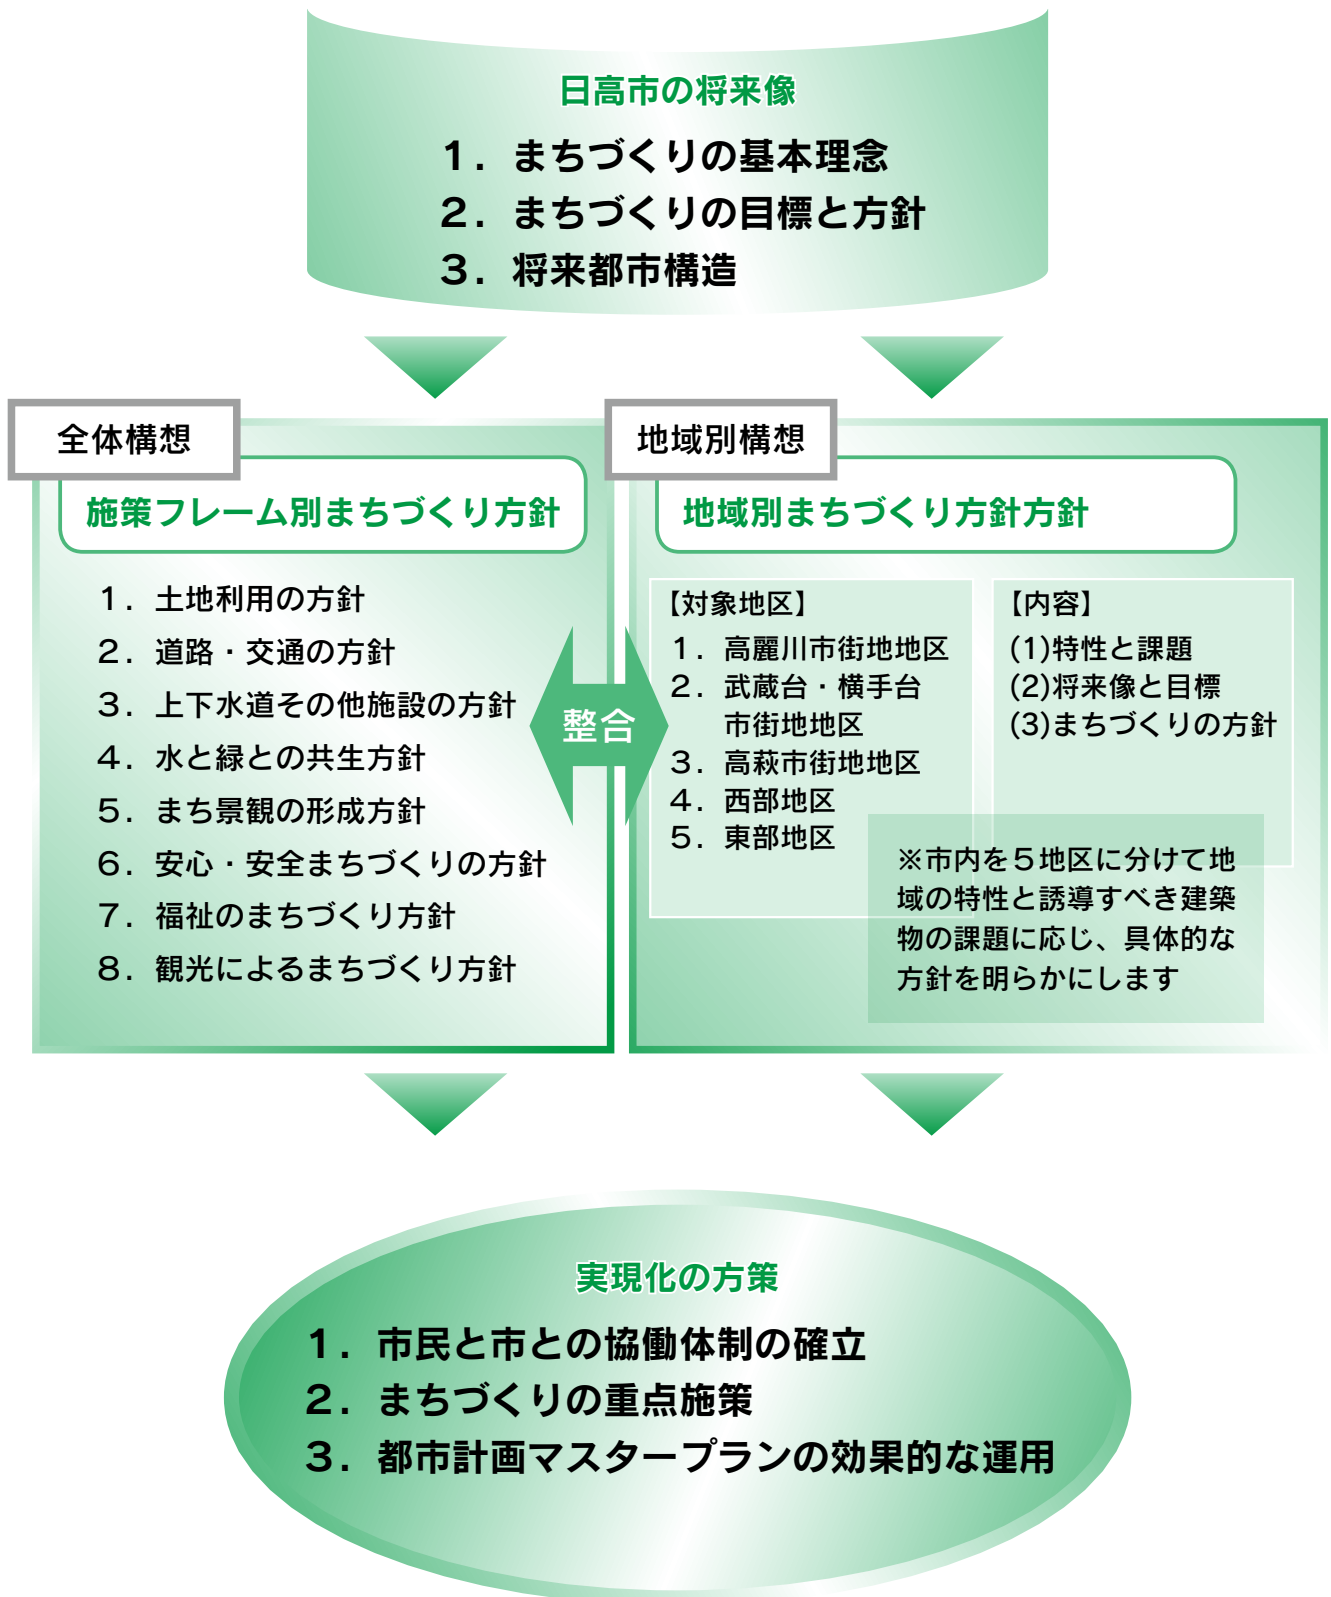 日高市の将来像
１．まちづくりの基本理念
２．まちづくりの目標と方針
３．将来都市構造
全体構想
施策フレーム別まちづくり方針
１．土地利用の方針
２．道路・交通の方針
３．上下水道その他施設の方針
４．水と緑との共生方針
５．まち景観の形成方針
６．安心・安全まちづくりの方針
７．福祉のまちづくり方針
８．観光によるまちづくり方針
整合
地域別構想
地域別まちづくり方針方針
【対象地区】
１．高麗川市街地地区
２．武蔵台・横手台
市街地地区
３．高萩市街地地区
４．西部地区
５．東部地区
【内容】
(1)特性と課題
(2)将来像と目標
(3)まちづくりの方針
※市内を５地区に分けて地
域の特性と誘導すべき建築
物の課題に応じ、具体的な
方針を明らかにします
実現化の方策
１．市民と市との協働体制の確立
２．まちづくりの重点施策
３．都市計画マスタープランの効果的な運用